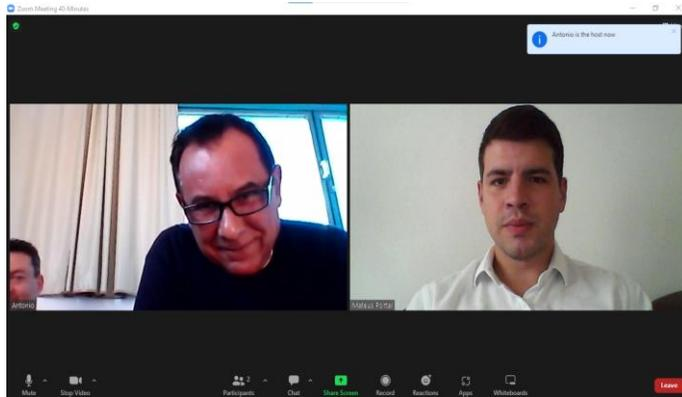 Zoom Meeting 40-Minutes
Antonio is the host now
Antonio
Mateus Portal
Mute
Stop Video
Participants
2
Chat
Share Screen
Record
Reactions
Apps
Whiteboards
Leave